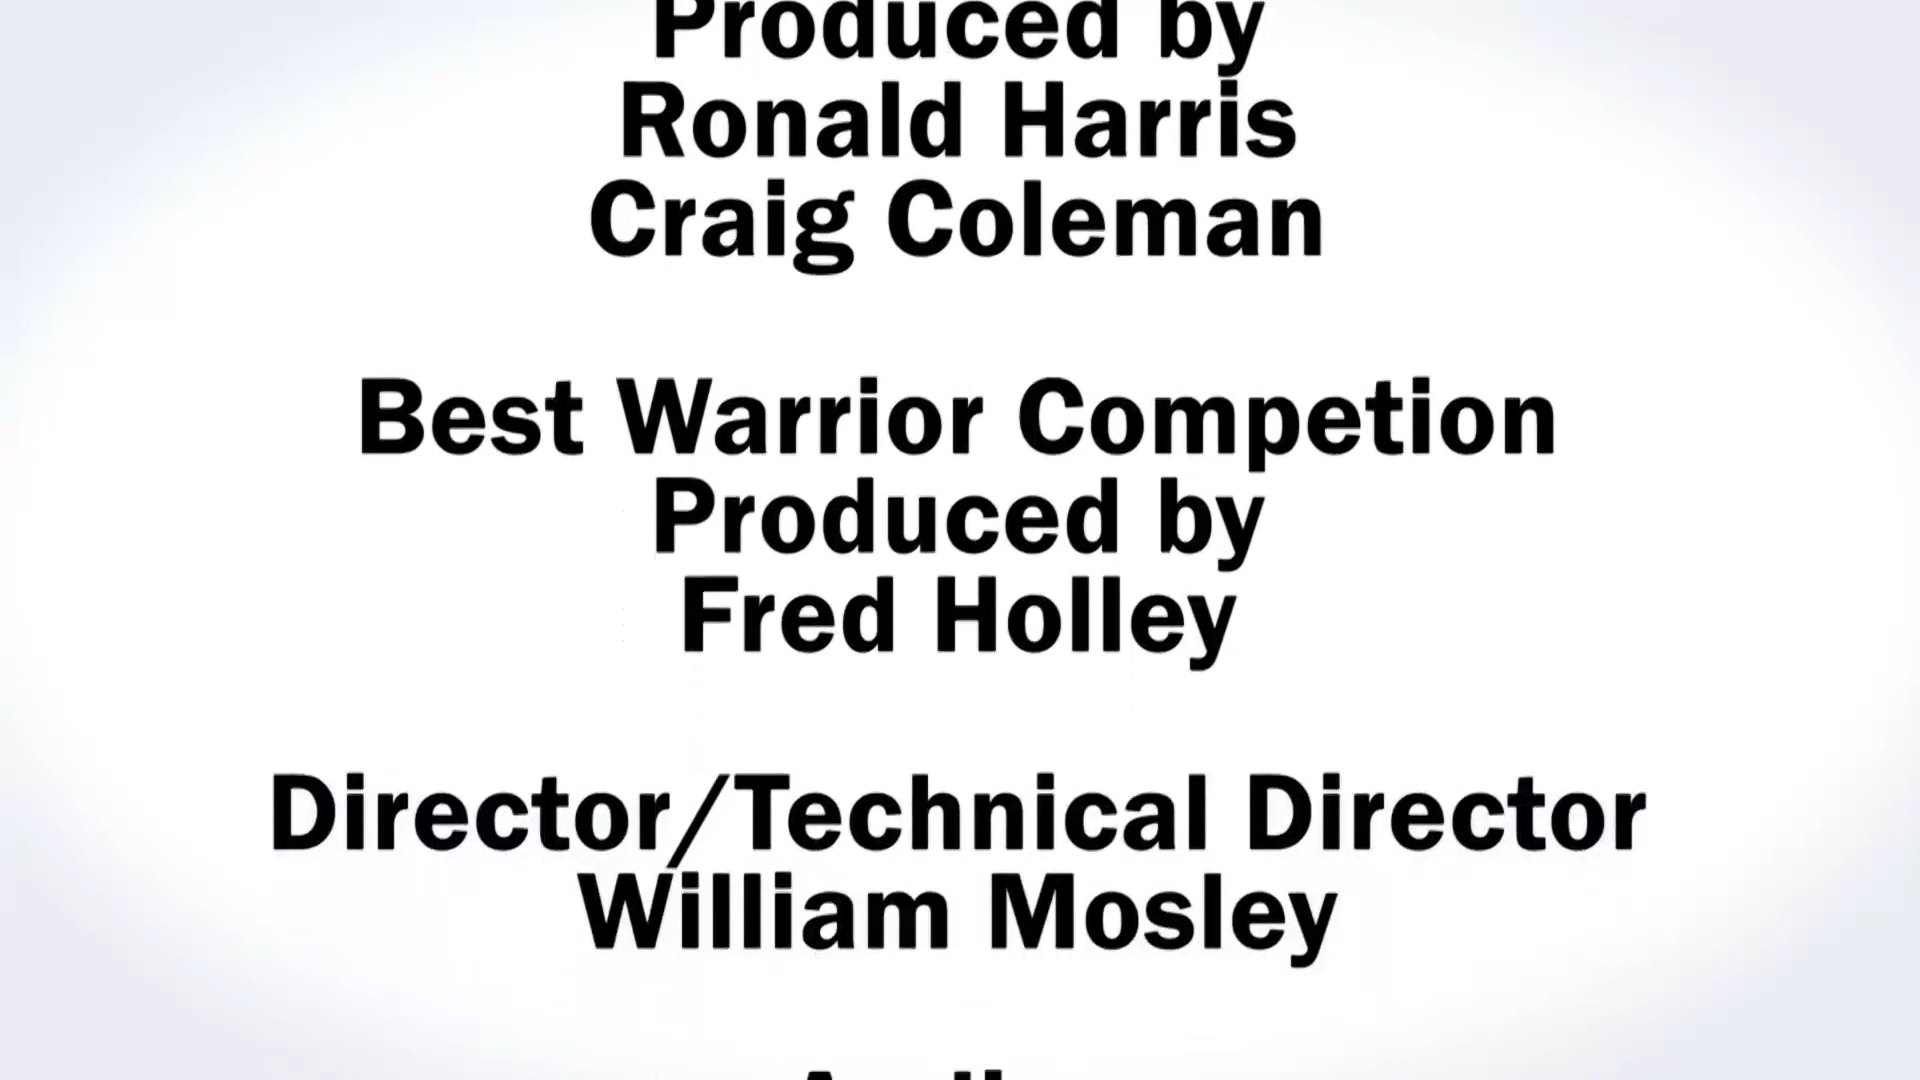 Produced by
Ronald Harris
Craig Coleman
Best Warrior Competion
Produced by
Fred Holley
Director/Technical Director
William Mosley